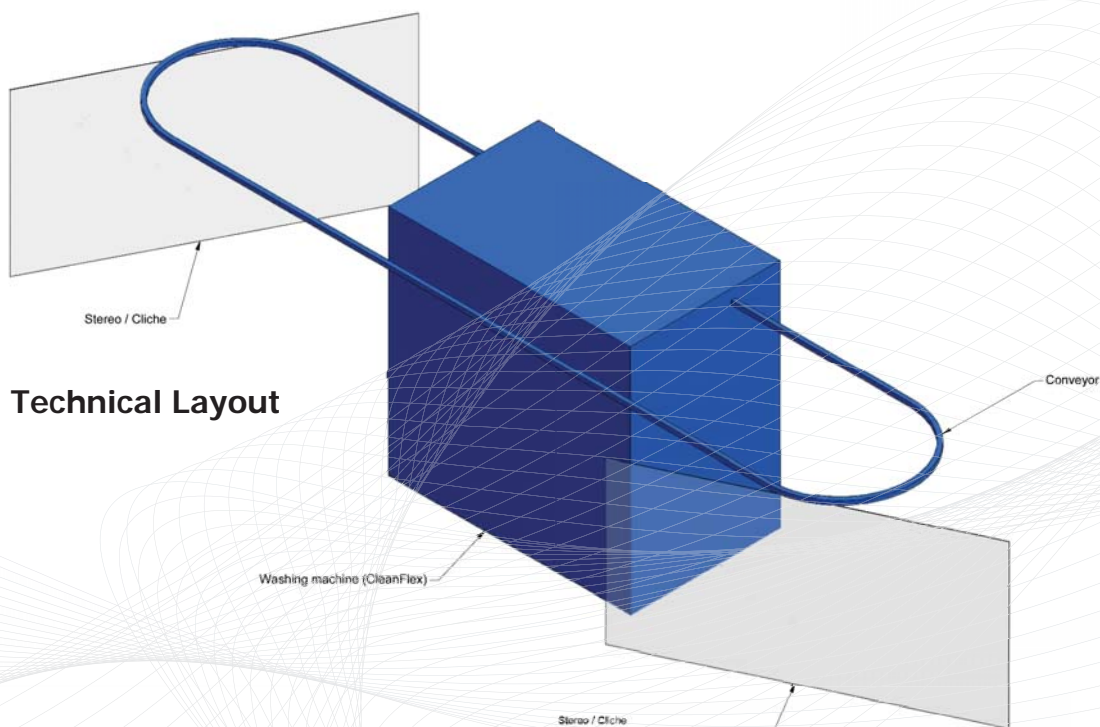 Stereo / Cliche
Conveyor
Technical Layout
Washing machine (CleanFlex)
Stereo / Cliche